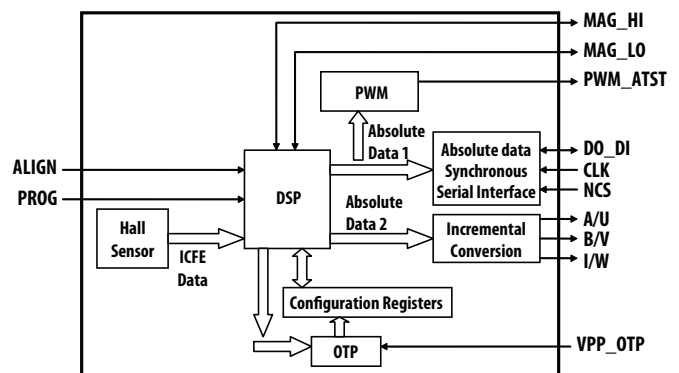 MAG_HI
MAG_LO
PWM_ATST
PWM
Absolute
Data 1
Absolute data
Synchronous
Serial Interface
DO_DI
CLK
NCS
ALIGN
PROG
DSP
Absolute
Data 2
Incremental
Conversion
A/U
B/V
I/W
Hall
Sensor
ICFE
Data
Configuration Registers
OTP
VPP_OTP